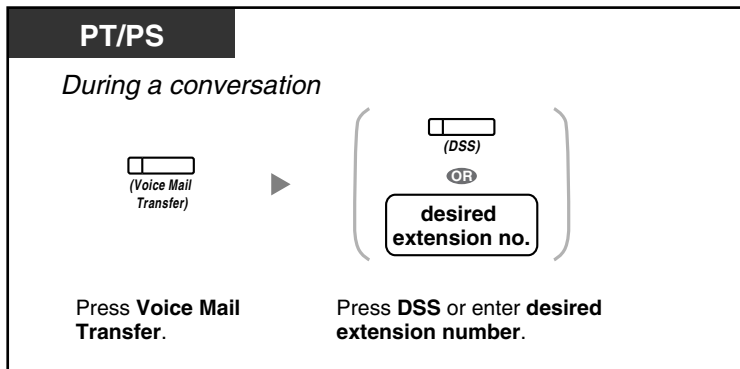 PT/PS
During a conversation
(Voice Mail
Transfer)
(DSS)
OR
desired
extension no.
Press Voice Mail
Transfer.
Press DSS or enter desired
extension number.